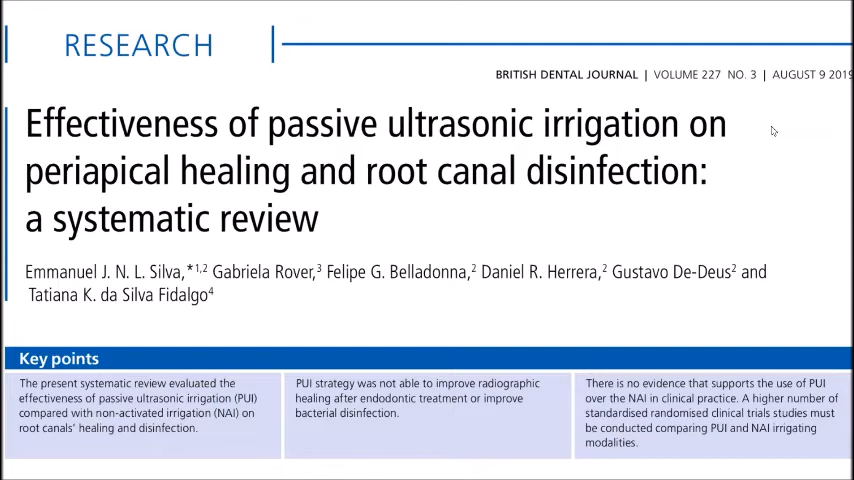 RESEARCH
BRITISH DENTAL JOURNAL | VOLUME 227 NO. 3 | AUGUST 9 2019
Effectiveness of passive ultrasonic irrigation on
periapical healing and root canal disinfection:
a systematic review
Emmanuel J. N. L. Silva,*1,2 Gabriela Rover,3 Felipe G. Belladonna,2 Daniel R. Herrera,2 Gustavo De-Deus2 and
Tatiana K. da Silva Fidalgo4
Key points
The present systematic review evaluated the
effectiveness of passive ultrasonic irrigation (PUI)
compared with non-activated irrigation (NAI) on
root canals' healing and disinfection.
PUI strategy was not able to improve radiographic
healing after endodontic treatment or improve
bacterial disinfection.
There is no evidence that supports the use of PUI
over the NAI in clinical practice. A higher number of
standardised randomised clinical trials studies must
be conducted comparing PUI and NAI irrigating
modalities.